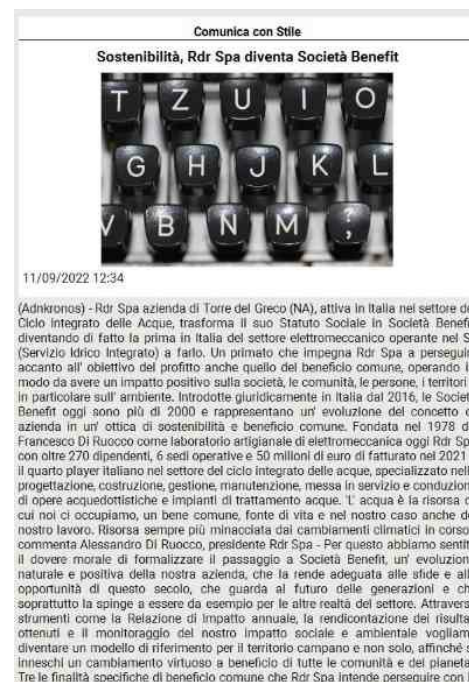 Comunica con Stile
Sostenibilità, Rdr Spa diventa Società Benefit
T Z U I O
G H J K L
V B N M ; ,
11/09/2022 12:34
(Adnkronos) - Rdr Spa azienda di Torre del Greco (NA), attiva in Italia nel settore de
Ciclo Integrato delle Acque, trasforma il suo Statuto Sociale in Società Benefi
diventando di fatto la prima in Italia del settore elettromeccanico operante nel S
(Servizio Idrico Integrato) a farlo. Un primato che impegna Rdr Spa a perseguir
accanto all' obiettivo del profitto anche quello del beneficio comune, operando i
modo da avere un impatto positivo sulla società, le comunità, le persone, i territori
in particolare sull' ambiente. Introdotte giuridicamente in Italia dal 2016, le Societ
Benefit oggi sono più di 2000 e rappresentano un' evoluzione del concetto d
azienda in un' ottica di sostenibilità e beneficio comune. Fondata nel 1978 d
Francesco Di Ruocco come laboratorio artigianale di elettromeccanica oggi Rdr Sp
con oltre 270 dipendenti, 6 sedi operative e 50 milioni di euro di fatturato nel 2021
il quarto player italiano nel settore del ciclo integrato delle acque, specializzato nell
progettazione, costruzione, gestione, manutenzione, messa in servizio e conduzion
di opere acquedottistiche e impianti di trattamento acque. 'L' acqua è la risorsa d
cui noi ci occupiamo, un bene comune, fonte di vita e nel nostro caso anche de
nostro lavoro. Risorsa sempre più minacciata dai cambiamenti climatici in corso
commenta Alessandro Di Ruocco, presidente Rdr Spa - Per questo abbiamo sentit
il dovere morale di formalizzare il passaggio a Società Benefit, un' evoluzion
naturale e positiva della nostra azienda, che la rende adeguata alle sfide e all
opportunità di questo secolo, che guarda al futuro delle generazioni e ch
soprattutto la spinge a essere da esempio per le altre realtà del settore. Attravers
strumenti come la Relazione di Impatto annuale, la rendicontazione dei risulta
ottenuti e il monitoraggio del nostro impatto sociale e ambientale vogliam
diventare un modello di riferimento per il territorio campano e non solo, affinché s
inneschi un cambiamento virtuoso a beneficio di tutte le comunità e del pianeta
Tre le finalità specifiche di beneficio comune che Rdr Spa intende perseguire con i